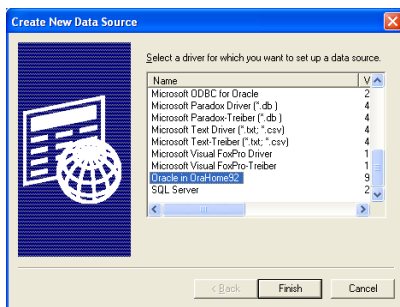 Create New Data Source
Select a driver for which you want to set up a data source.
Name V
Microsoft ODBC for Oracle 2
Microsoft Paradox Driver (*.db ) 4
Microsoft Paradox-Treiber (*.db ) 4
Microsoft Text Driver (*.txt; *.csv) 4
Microsoft Text-Treiber (*.txt; *.csv) 4
Microsoft Visual FoxPro Driver 1
Microsoft Visual FoxPro-Treiber 1
Oracle in OraHome92 9
SQL Server 2
< Back Finish Cancel